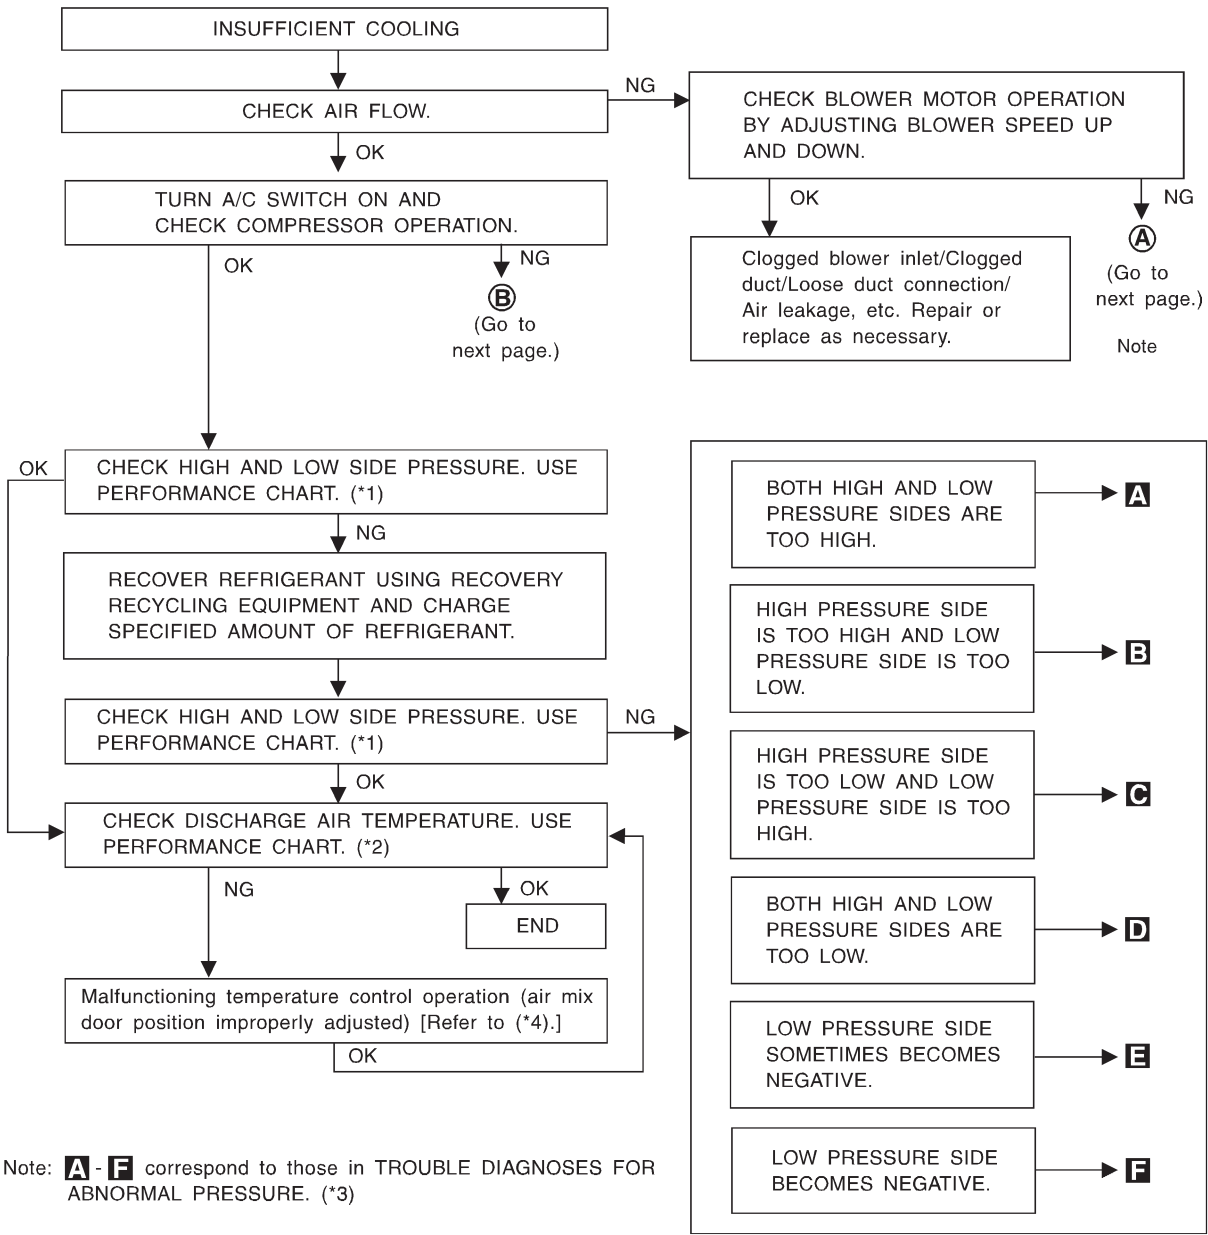 INSUFFICIENT COOLING
CHECK AIR FLOW.
NG
OK
CHECK BLOWER MOTOR OPERATION
BY ADJUSTING BLOWER SPEED UP
AND DOWN.
OK
NG
A
(Go to
next page.)
Note
Clogged blower inlet/Clogged
duct/Loose duct connection/
Air leakage, etc. Repair or
replace as necessary.
TURN A/C SWITCH ON AND
CHECK COMPRESSOR OPERATION.
OK
NG
B
(Go to
next page.)
OK
CHECK HIGH AND LOW SIDE PRESSURE. USE
PERFORMANCE CHART. (*1)
NG
RECOVER REFRIGERANT USING RECOVERY
RECYCLING EQUIPMENT AND CHARGE
SPECIFIED AMOUNT OF REFRIGERANT.
CHECK HIGH AND LOW SIDE PRESSURE. USE
PERFORMANCE CHART. (*1)
NG
OK
CHECK DISCHARGE AIR TEMPERATURE. USE
PERFORMANCE CHART. (*2)
NG
OK
END
Malfunctioning temperature control operation (air mix
door position improperly adjusted) [Refer to (*4).]
OK
BOTH HIGH AND LOW
PRESSURE SIDES ARE
TOO HIGH.
A
HIGH PRESSURE SIDE
IS TOO HIGH AND LOW
PRESSURE SIDE IS TOO
LOW.
B
HIGH PRESSURE SIDE
IS TOO LOW AND LOW
PRESSURE SIDE IS TOO
HIGH.
C
BOTH HIGH AND LOW
PRESSURE SIDES ARE
TOO LOW.
D
LOW PRESSURE SIDE
SOMETIMES BECOMES
NEGATIVE.
E
LOW PRESSURE SIDE
BECOMES NEGATIVE.
F
Note: A - F correspond to those in TROUBLE DIAGNOSES FOR
ABNORMAL PRESSURE. (*3)